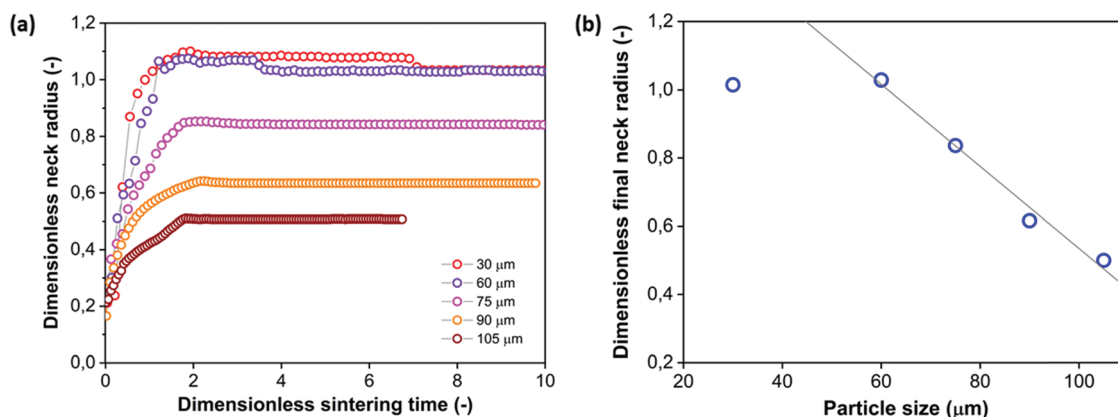 (a)
Dimensionless neck radius (-)
1,2
1,0
0,8
0,6
0,4
0,2
0,0
0
2
4
6
8
10
Dimensionless sintering time (-)
30 μm
60 μm
75 μm
90 μm
105 μm
(b)
Dimensionless final neck radius (-)
1,2
1,0
0,8
0,6
0,4
0,2
20
40
60
80
100
Particle size (μm)